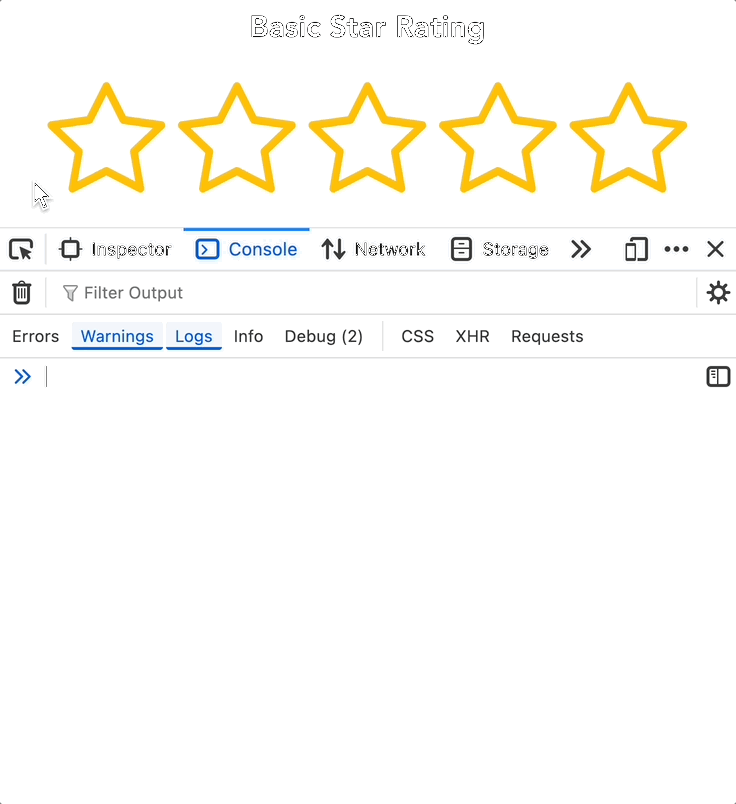 Basic Star Rating
Inspector Console Network Storage
Filter Output
Errors Warnings Logs Info Debug (2) CSS XHR Requests